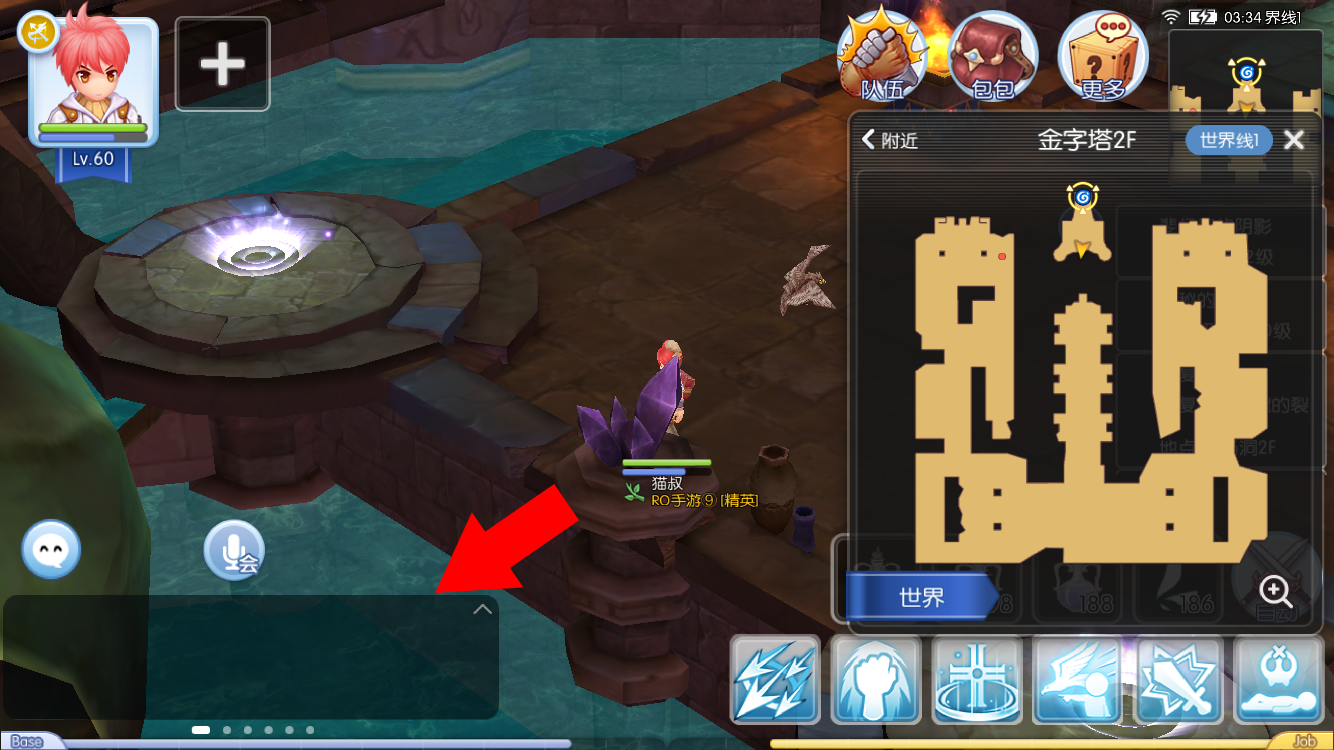 03:34 界线1
队伍
包包
更多
Lv.60
附近
金字塔2F
世界线1
猫叔
RO手游⑨ [精英]
会
世界
188
186
自动
Base
Job